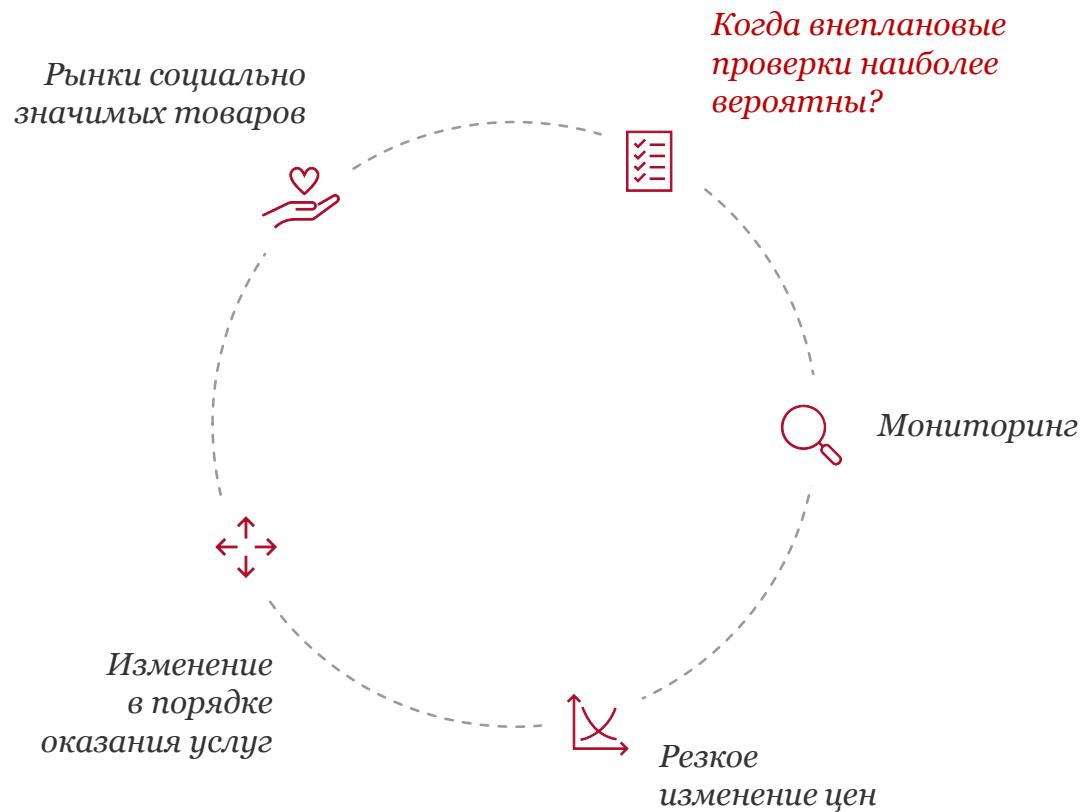 Когда внеплановые
проверки наиболее
вероятны?
Рынки социально
значимых товаров
Мониторинг
Изменение
в порядке
оказания услуг
Резкое
изменение цен